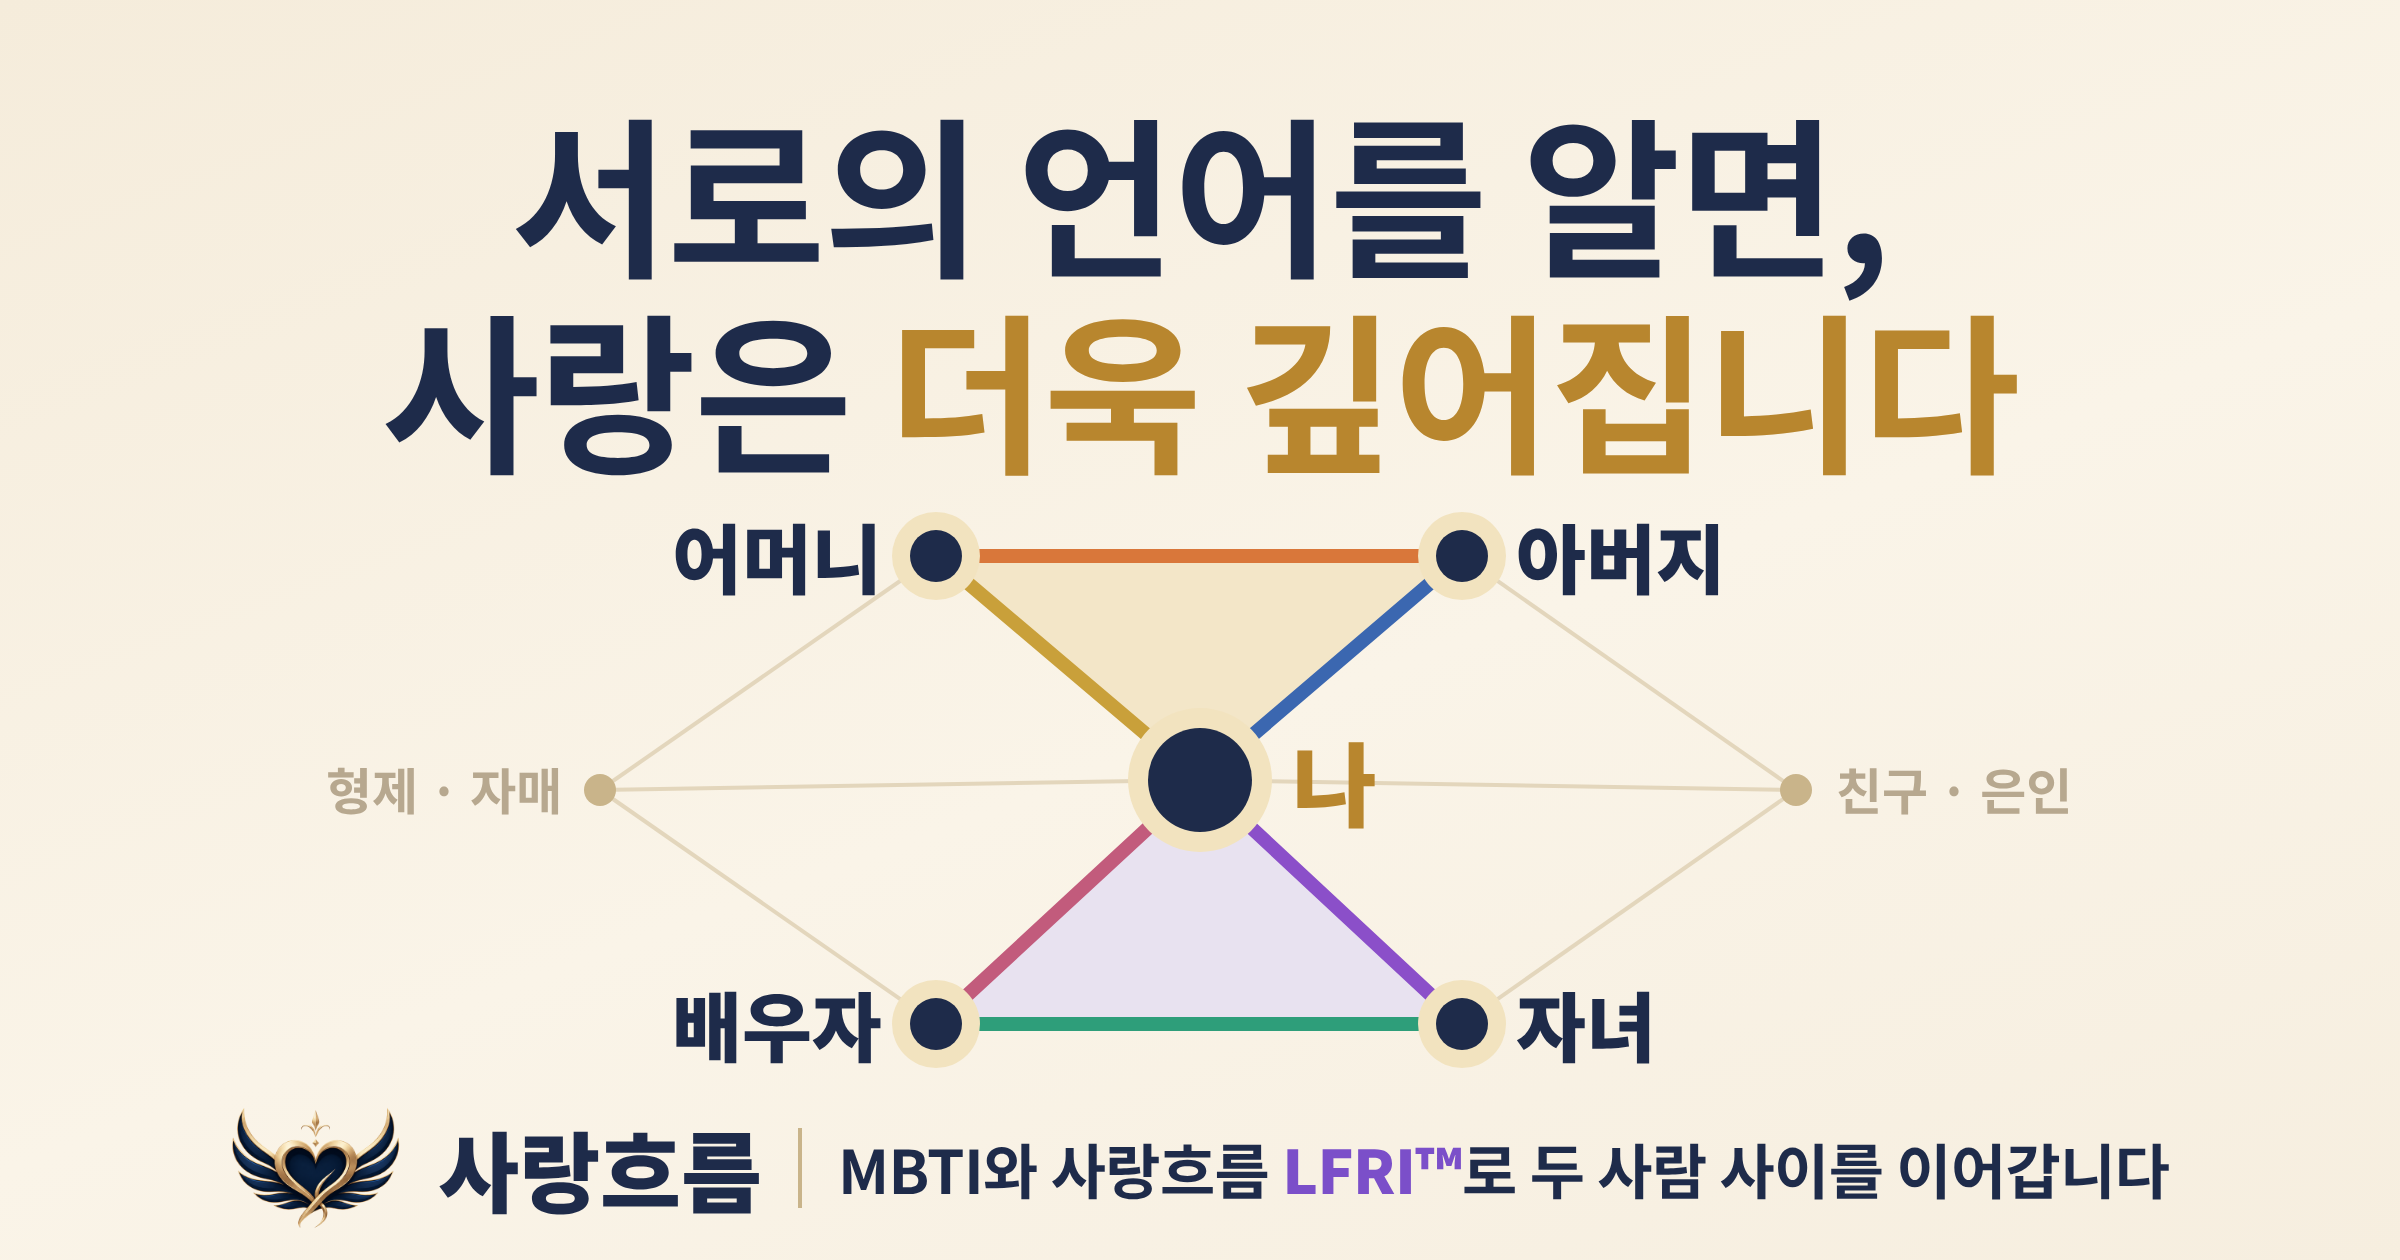 서로의 언어를 알면,
사랑은 더욱 깊어집니다
어머니
아버지
형제 · 자매
나
친구 · 은인
배우자
자녀
사랑흐름
MBTI와 사랑흐름 LFRI™로 두 사람 사이를 이어갑니다